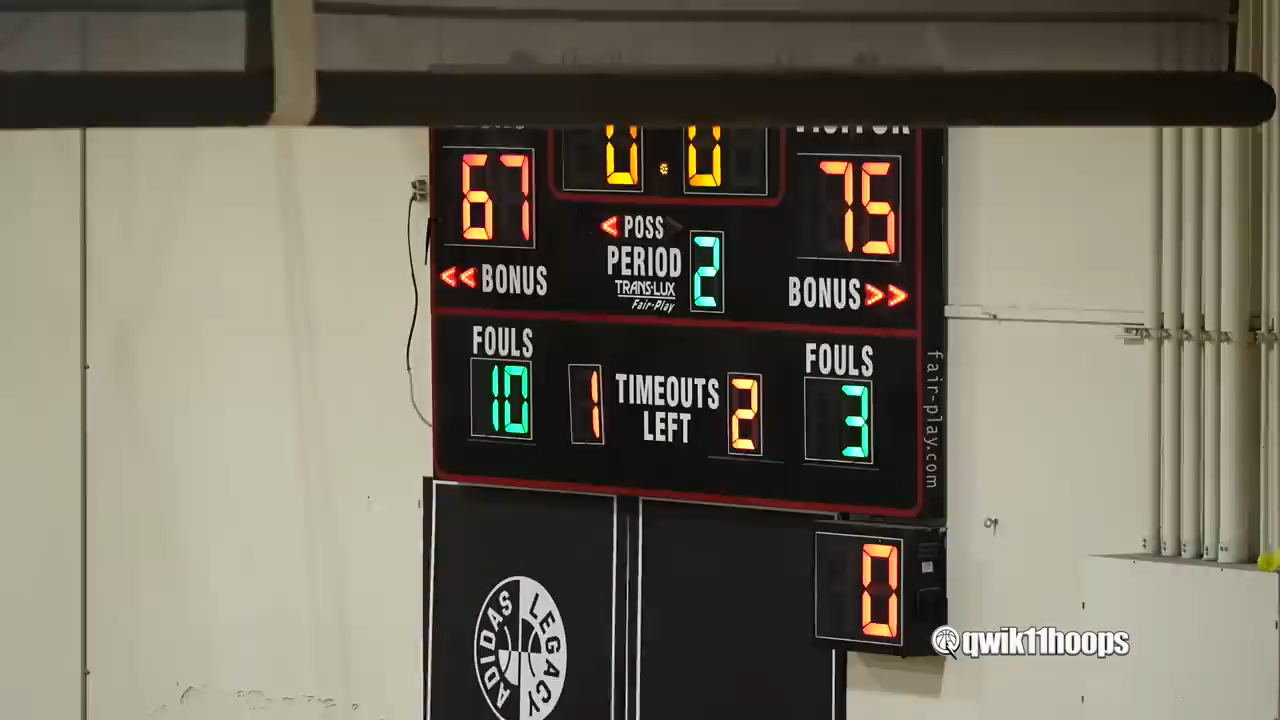 VISITOR
0.0
67
75
< POSS
PERIOD 2
TRANS-LUX
Fair-Play
<< BONUS
BONUS >>
FOULS
10
1
TIMEOUTS
LEFT
2
FOULS
3
fair-play.com
0
ADIDAS LEGACY
@qwik11hoops